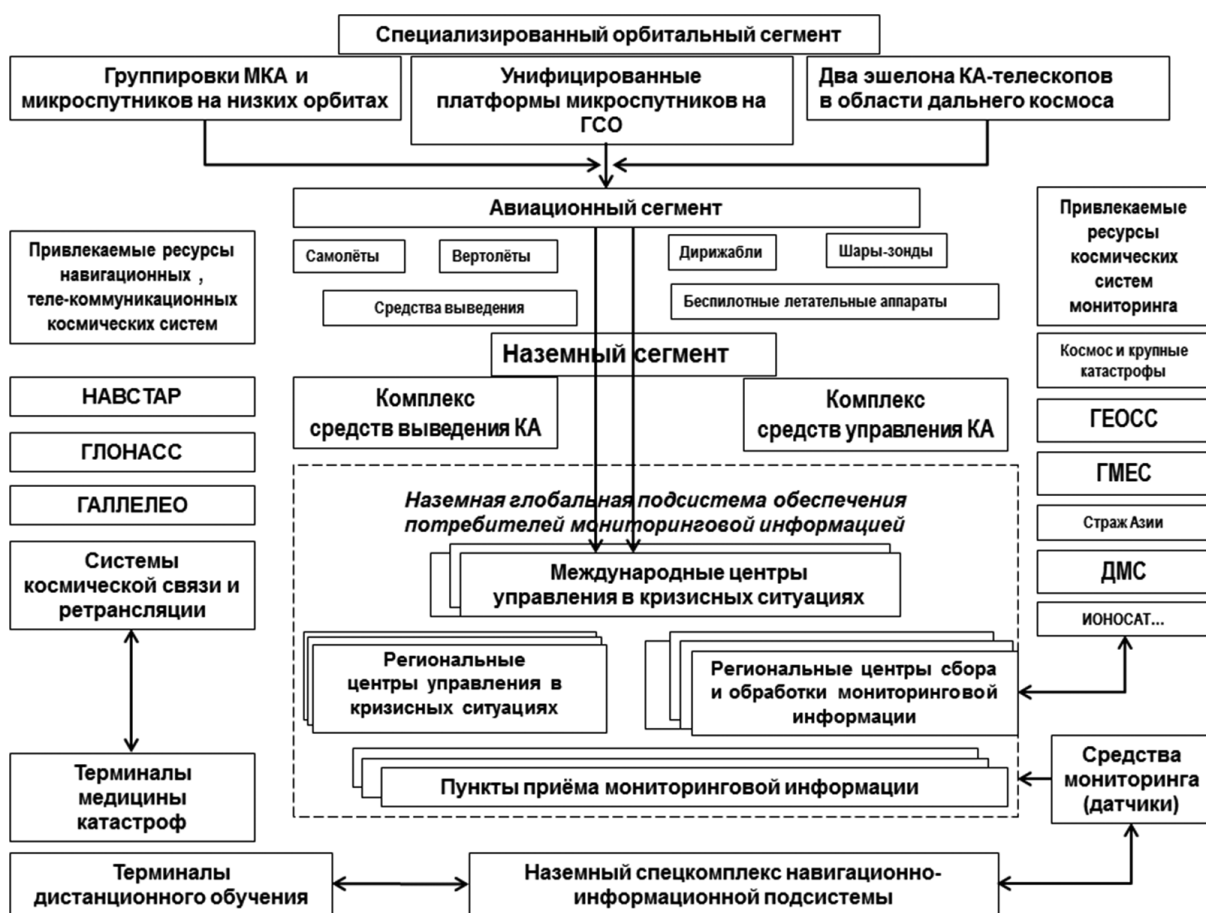 Специализированный орбитальный сегмент
Группировки МКА и
микроспутников на низких орбитах
Унифицированные
платформы микроспутников на
ГСО
Два эшелона КА-телескопов
в области дальнего космоса
Авиационный сегмент
Самолёты
Вертолёты
Дирижабли
Шары-зонды
Средства выведения
Беспилотные летательные аппараты
Привлекаемые ресурсы
навигационных ,
теле-коммуникационных
космических систем
НАВСТАР
ГЛОНАСС
ГАЛЛЕЛЕО
Системы
космической связи и
ретрансляции
Терминалы
медицины
катастроф
Привлекаемые
ресурсы
космических
систем
мониторинга
Космос и крупные
катастрофы
ГЕОСС
ГМЕС
Страж Азии
ДМС
ИОНОСАТ...
Наземный сегмент
Комплекс
средств выведения КА
Комплекс
средств управления КА
Наземная глобальная подсистема обеспечения
потребителей мониторинговой информацией
Международные центры
управления в кризисных ситуациях
Региональные
центры управления в
кризисных ситуациях
Региональные центры сбора
и обработки мониторинговой
информации
Пункты приёма мониторинговой информации
Средства
мониторинга
(датчики)
Терминалы
дистанционного обучения
Наземный спецкомплекс навигационно-
информационной подсистемы